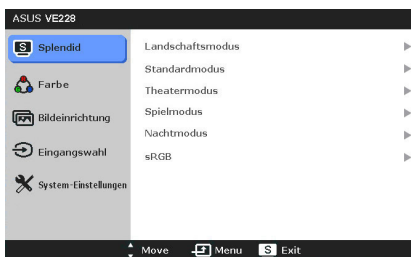 ASUS VE228
Splendid
Farbe
Bildeinrichtung
Eingangswahl
System-Einstellungen
Landschaftsmodus
Standardmodus
Theatermodus
Spielmodus
Nachtmodus
sRGB
Move Menu S Exit